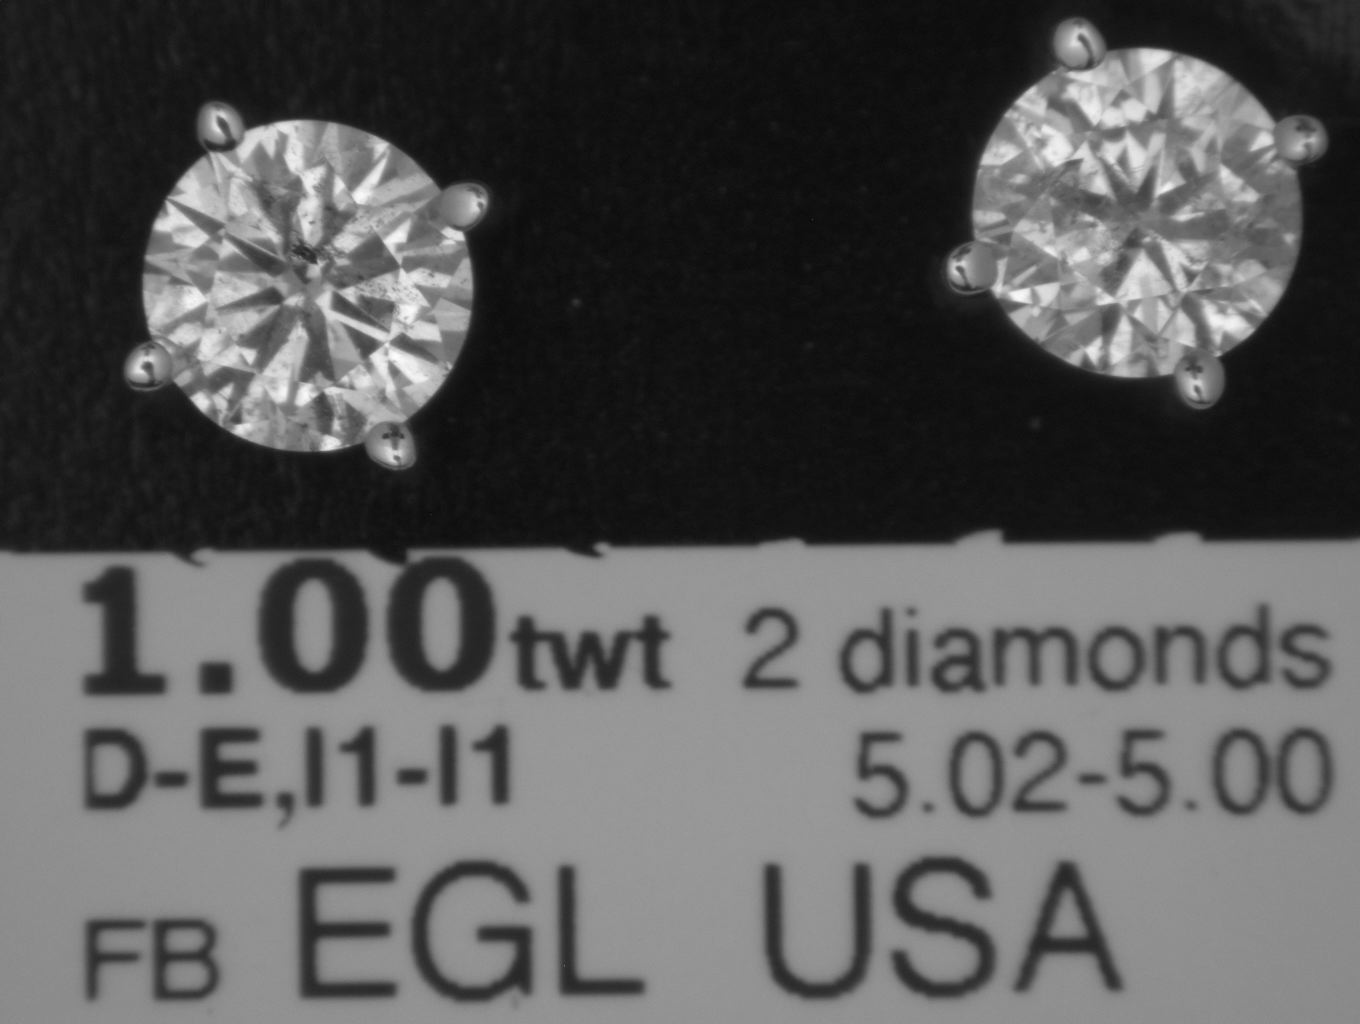 1.00twt 2 diamonds
D-E,I1-I1 5.02-5.00
FB EGL USA